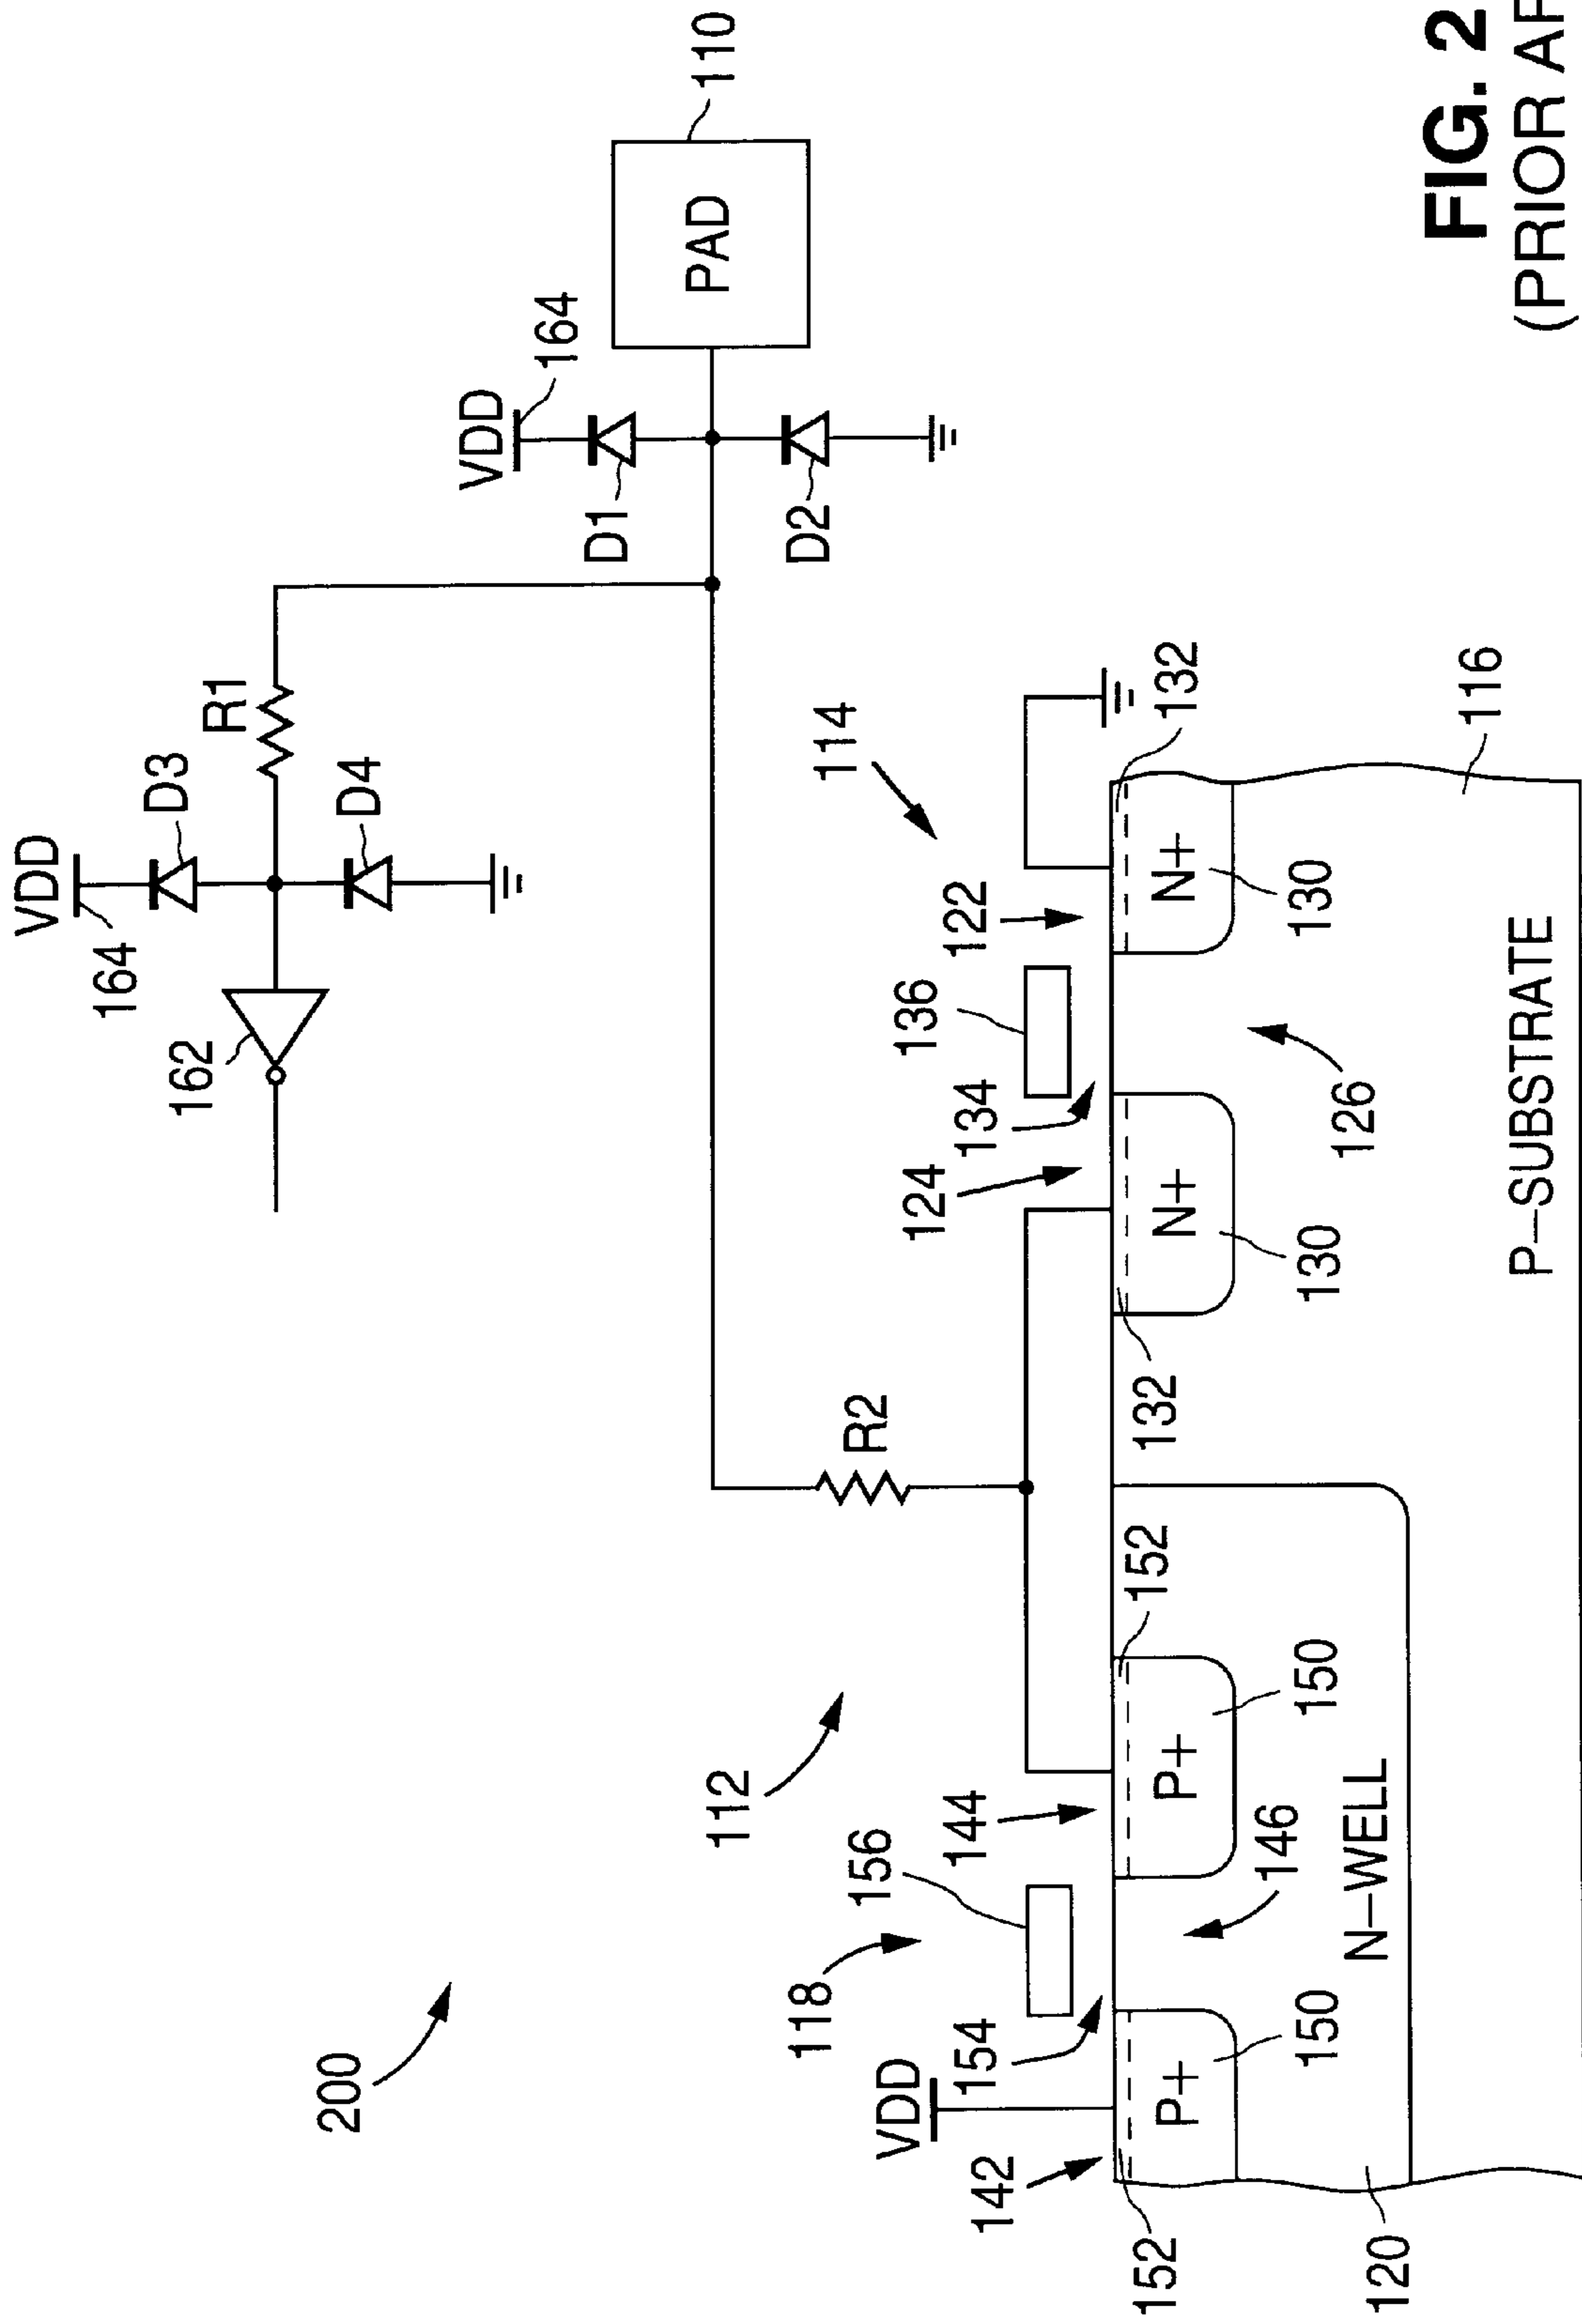 VDD
164
D3
162
R1
D4
200
VDD
164
D1
PAD
110
112
D2
118
114
R2
156
VDD
136
124
122
144
154
134
142
152
132
152
132
P+
P+
N+
N+
146
130
150
150
130
126
N–WELL
120
116
FIG. 2
P–SUBSTRATE
(PRIOR